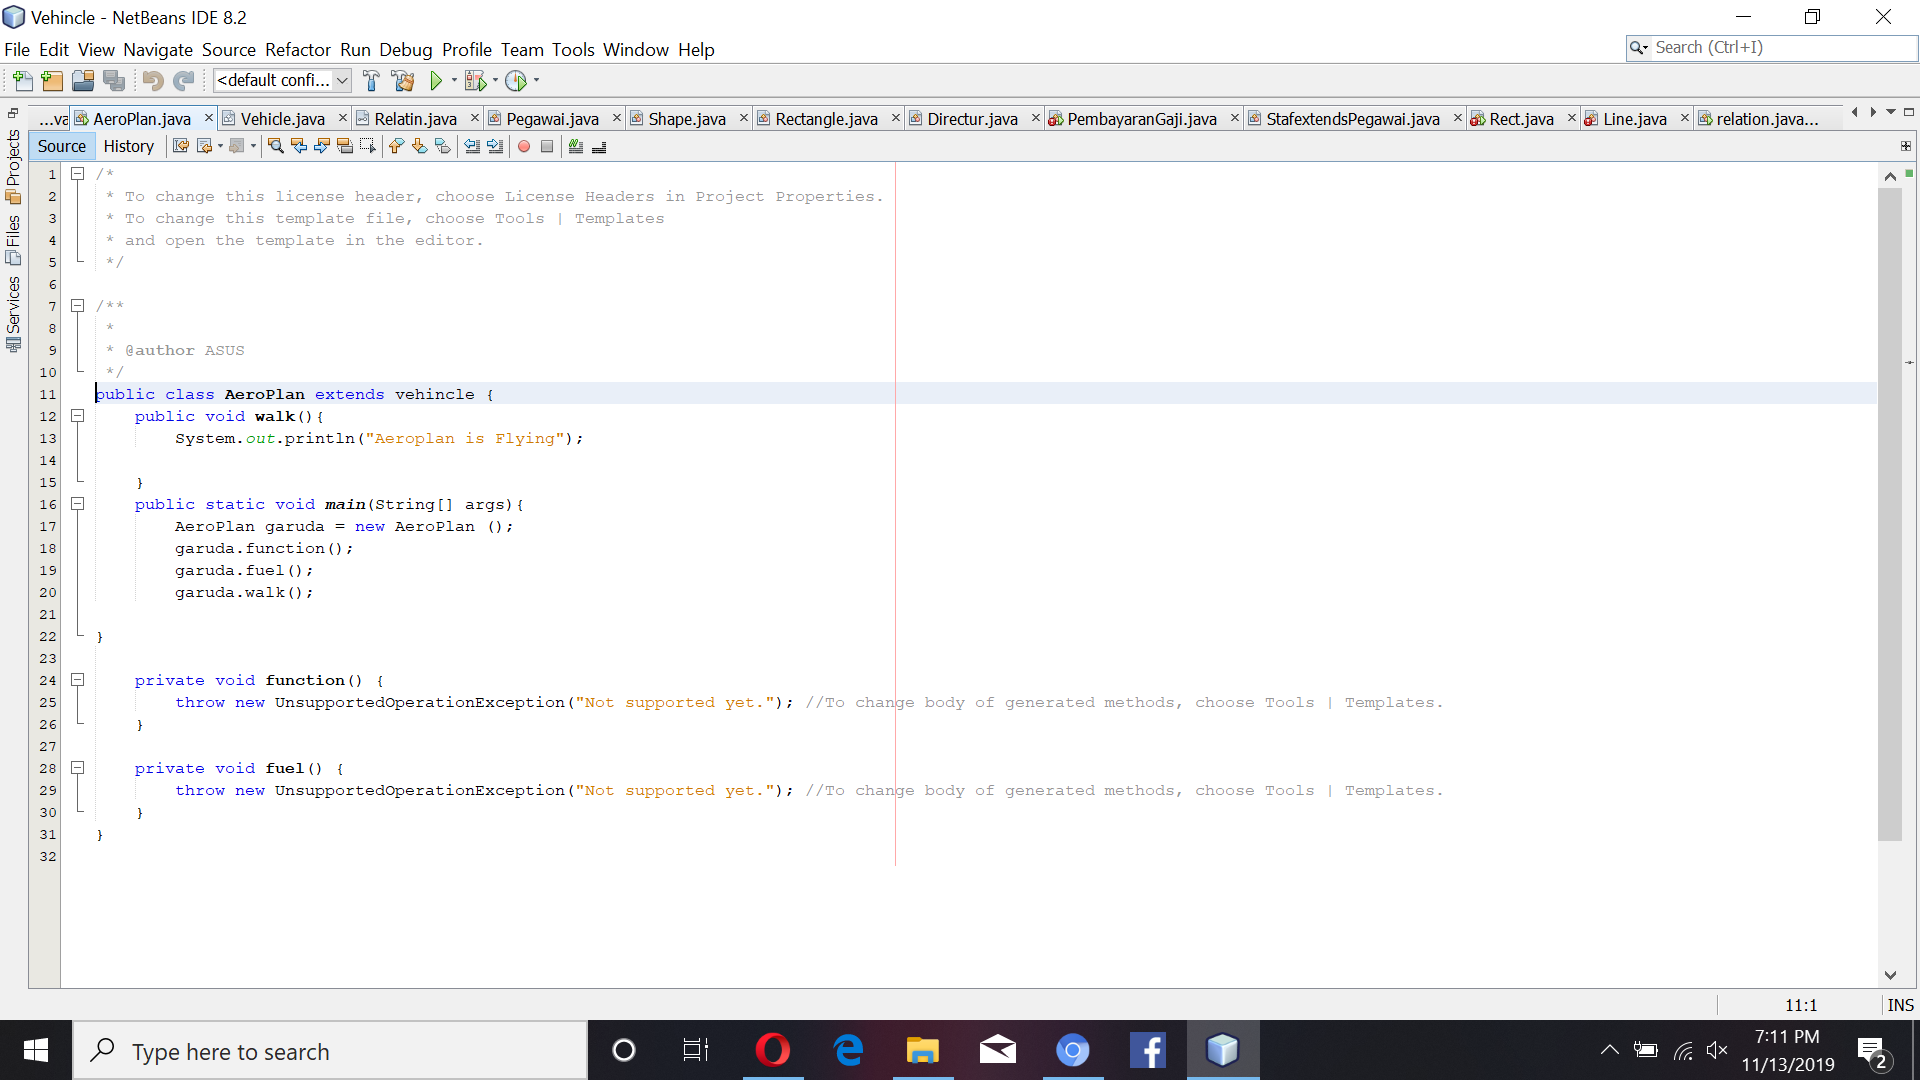 Vehincle - NetBeans IDE 8.2
File Edit View Navigate Source Refactor Run Debug Profile Team Tools Window Help
Search (Ctrl+I)
<default confi...
...va AeroPlan.java Vehicle.java Relatin.java Pegawai.java Shape.java Rectangle.java Directur.java PembayaranGaji.java StafextendsPegawai.java Rect.java Line.java relation.java...
Source History
Projects
Files
Services
1 /*
2 * To change this license header, choose License Headers in Project Properties.
3 * To change this template file, choose Tools | Templates
4 * and open the template in the editor.
5 */
6
7 /**
8 *
9 * @author ASUS
10 */
11 public class AeroPlan extends vehincle {
12 public void walk(){
13 System.out.println("Aeroplan is Flying");
14
15 }
16 public static void main(String[] args){
17 AeroPlan garuda = new AeroPlan ();
18 garuda.function();
19 garuda.fuel();
20 garuda.walk();
21
22 }
23
24 private void function() {
25 throw new UnsupportedOperationException("Not supported yet."); //To change body of generated methods, choose Tools | Templates.
26 }
27
28 private void fuel() {
29 throw new UnsupportedOperationException("Not supported yet."); //To change body of generated methods, choose Tools | Templates.
30 }
31 }
32
11:1 INS
Type here to search
7:11 PM
11/13/2019
2